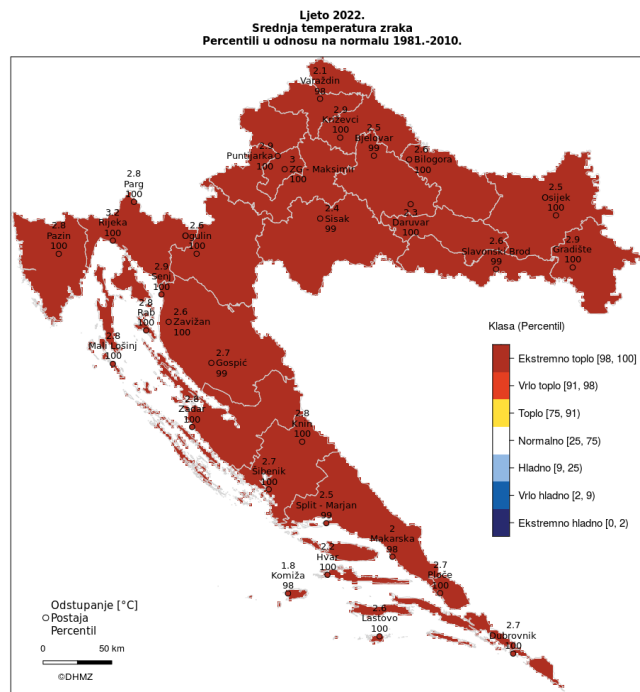 Ljeto 2022.
Srednja temperatura zraka
Percentili u odnosu na normalu 1981.-2010.
2.1
Varaždin
98
2.9
Križevci
100
2.5
Bjelovar
99
2.9
Puntijarka
100
3
ZG - Maksimir
100
2.6
Bilogora
100
2.8
Parg
100
3.2
Rijeka
100
2.8
Pazin
100
2.6
Ogulin
100
2.4
Sisak
99
2.3
Daruvar
100
2.5
Osijek
100
2.6
Slavonski Brod
99
2.9
Gradište
100
2.9
Senj
100
2.8
Rab
100
2.6
Zavižan
100
2.8
Mali Lošinj
100
2.7
Gospić
99
2.8
Zadar
100
2.8
Knin
100
2.7
Šibenik
100
2.5
Split - Marjan
99
2
Makarska
98
2.2
Hvar
100
1.8
Komiža
98
2.7
Ploče
100
2.6
Lastovo
100
2.7
Dubrovnik
100
Klasa (Percentil)
Ekstremno toplo [98, 100]
Vrlo toplo [91, 98)
Toplo [75, 91)
Normalno [25, 75)
Hladno [9, 25)
Vrlo hladno [2, 9)
Ekstremno hladno [0, 2)
Odstupanje [°C]
Postaja
Percentil
0 50 km
©DHMZ